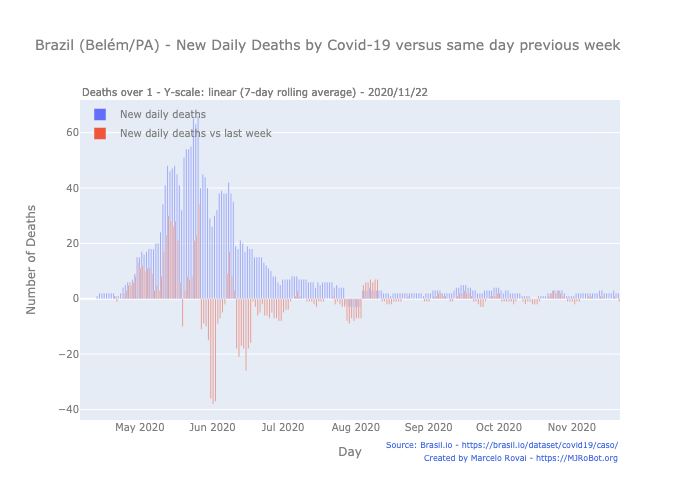 Brazil (Belém/PA) - New Daily Deaths by Covid-19 versus same day previous week
Deaths over 1 - Y-scale: linear (7-day rolling average) - 2020/11/22
New daily deaths
New daily deaths vs last week
60
40
20
0
−20
−40
Number of Deaths
May 2020 Jun 2020 Jul 2020 Aug 2020 Sep 2020 Oct 2020 Nov 2020
Day
Source: Brasil.io - https://brasil.io/dataset/covid19/caso/
Created by Marcelo Rovai - https://MJRoBot.org